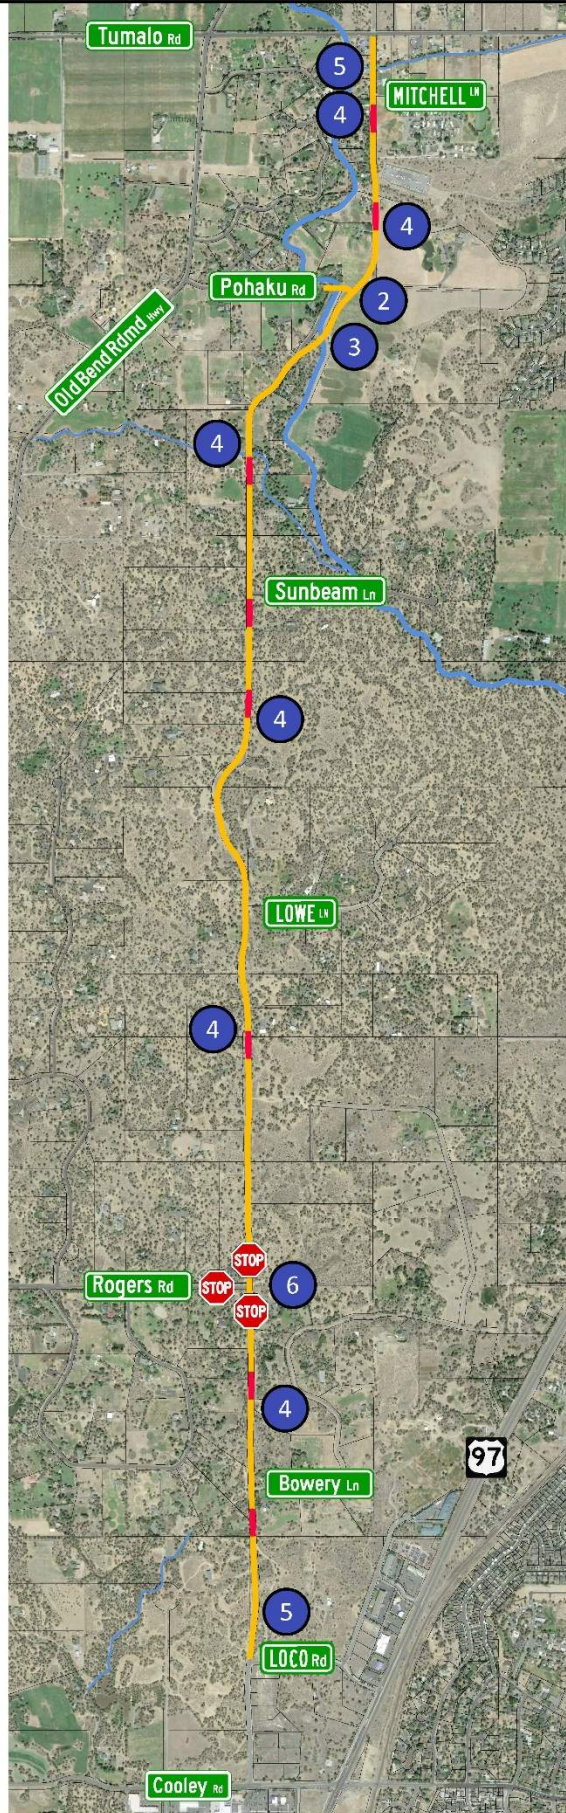 Tumalo Rd
5
MITCHELL LN
4
4
Pohaku Rd
2
3
Old Bend Rdmd Hwy
4
Sunbeam Ln
4
LOWE LN
4
STOP
Rogers Rd
STOP
6
STOP
4
97
Bowery Ln
5
LOCO Rd
Cooley Rd